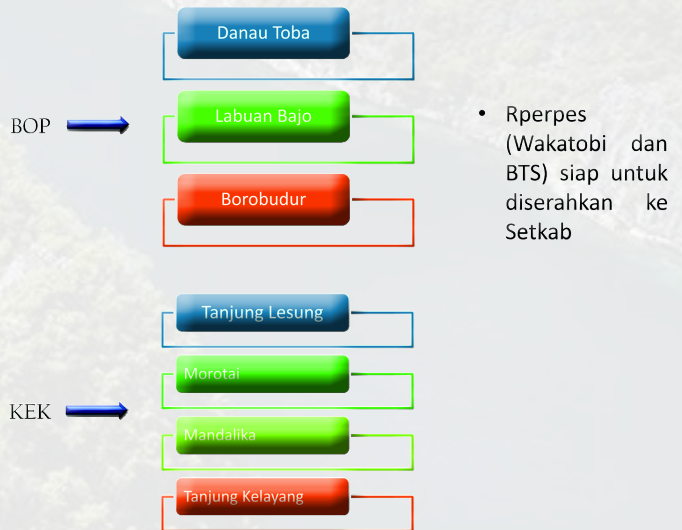 Danau Toba
BOP
Labuan Bajo
Borobudur
• Rperpes
(Wakatobi dan
BTS) siap untuk
diserahkan ke
Setkab
Tanjung Lesung
Morotai
KEK
Mandalika
Tanjung Kelayang